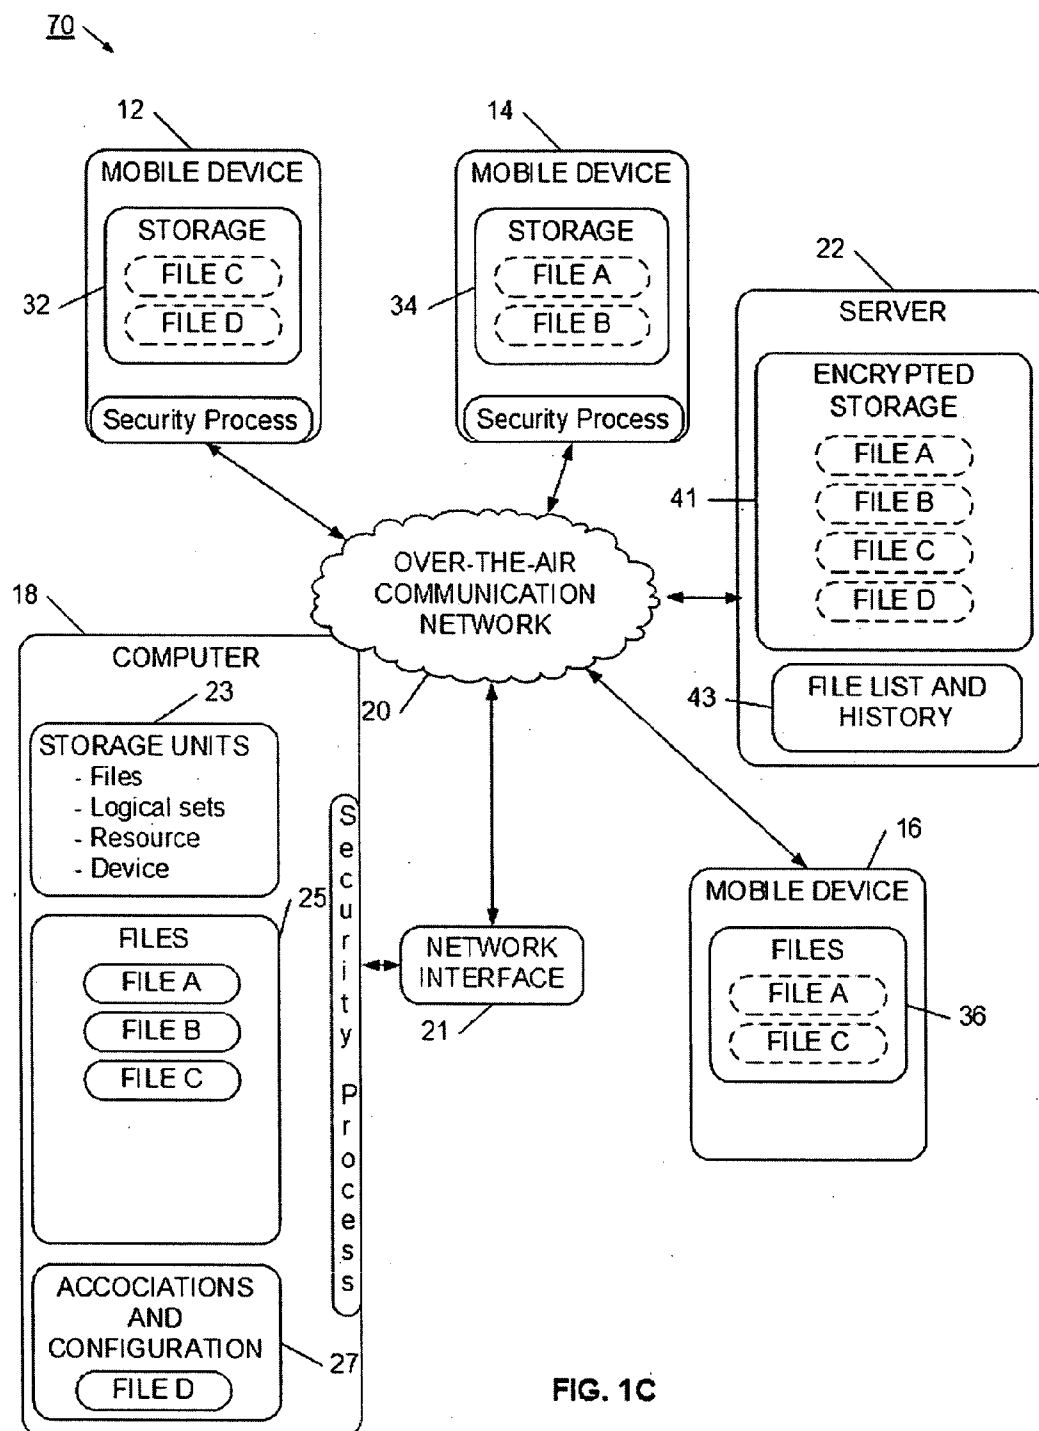 70
12
MOBILE DEVICE
STORAGE
FILE C
FILE D
32
Security Process
14
MOBILE DEVICE
STORAGE
FILE A
FILE B
34
Security Process
22
SERVER
ENCRYPTED
STORAGE
FILE A
FILE B
FILE C
FILE D
41
FILE LIST AND
HISTORY
43
OVER-THE-AIR
COMMUNICATION
NETWORK
20
18
COMPUTER
23
STORAGE UNITS
- Files
- Logical sets
- Resource
- Device
25
FILES
FILE A
FILE B
FILE C
Security Process
ACCOCIATIONS
AND
CONFIGURATION
FILE D
27
NETWORK
INTERFACE
21
16
MOBILE DEVICE
FILES
FILE A
FILE C
36
FIG. 1C